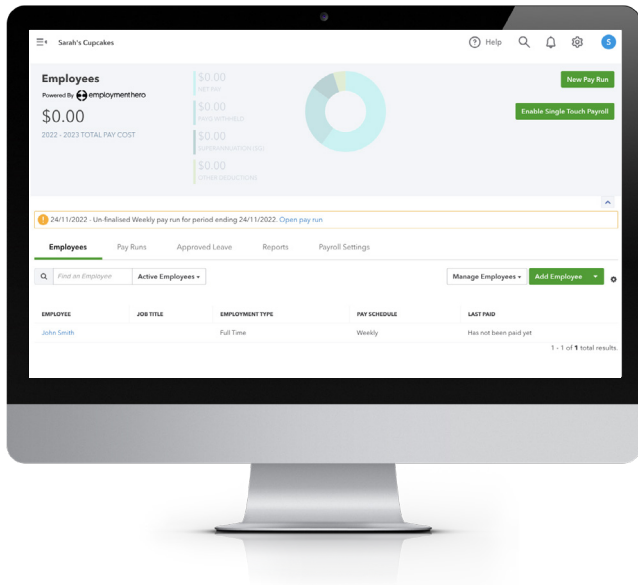 Sarah's Cupcakes
Help
S
Employees
Powered By employmenthero
$0.00
2022 - 2023 TOTAL PAY COST
$0.00
NET PAY
$0.00
PAYG WITHHELD
$0.00
SUPERANNUATION (SG)
$0.00
OTHER DEDUCTIONS
New Pay Run
Enable Single Touch Payroll
24/11/2022 - Un-finalised Weekly pay run for period ending 24/11/2022. Open pay run
Employees Pay Runs Approved Leave Reports Payroll Settings
Find an Employee Active Employees Manage Employees Add Employee
EMPLOYEE JOB TITLE EMPLOYMENT TYPE PAY SCHEDULE LAST PAID
John Smith Full Time Weekly Has not been paid yet
1 - 1 of 1 total results